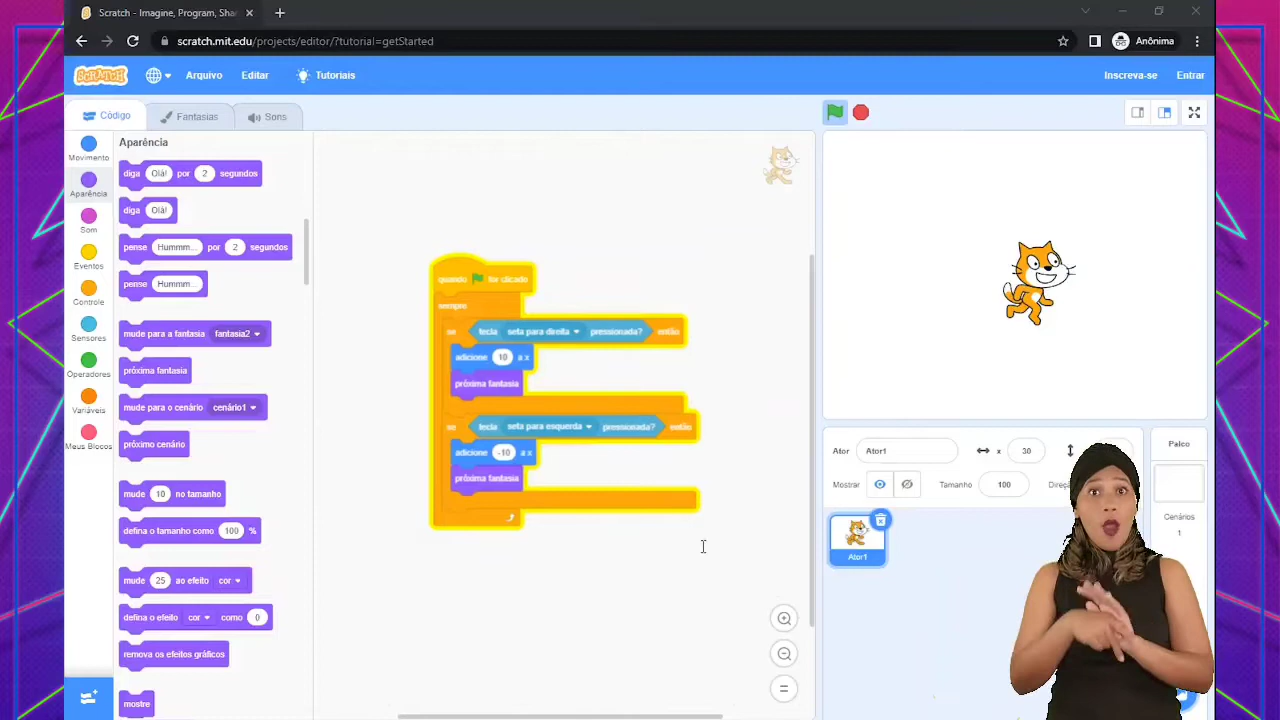 Scratch - Imagine, Program, Sha
scratch.mit.edu/projects/editor/?tutorial=getStarted
Anônima
SCRATCH
Arquivo
Editar
Tutoriais
Inscreva-se
Entrar
Código
Fantasias
Sons
Movimento
Aparência
Som
Eventos
Controle
Sensores
Operadores
Variáveis
Meus Blocos
Aparência
diga Olá! por 2 segundos
diga Olá!
pense Hummm... por 2 segundos
pense Hummm...
mude para a fantasia fantasia2
próxima fantasia
mude para o cenário cenário1
próximo cenário
mude 10 no tamanho
defina o tamanho como 100 %
mude 25 ao efeito cor
defina o efeito cor como 0
remova os efeitos gráficos
mostre
quando for clicado
sempre
se tecla seta para direita pressionada? então
adicione 10 a x
próxima fantasia
se tecla seta para esquerda pressionada? então
adicione -10 a x
próxima fantasia
Ator
Ator1
x
30
Mostrar
Tamanho
100
Ator1
Palco
Cenários
1